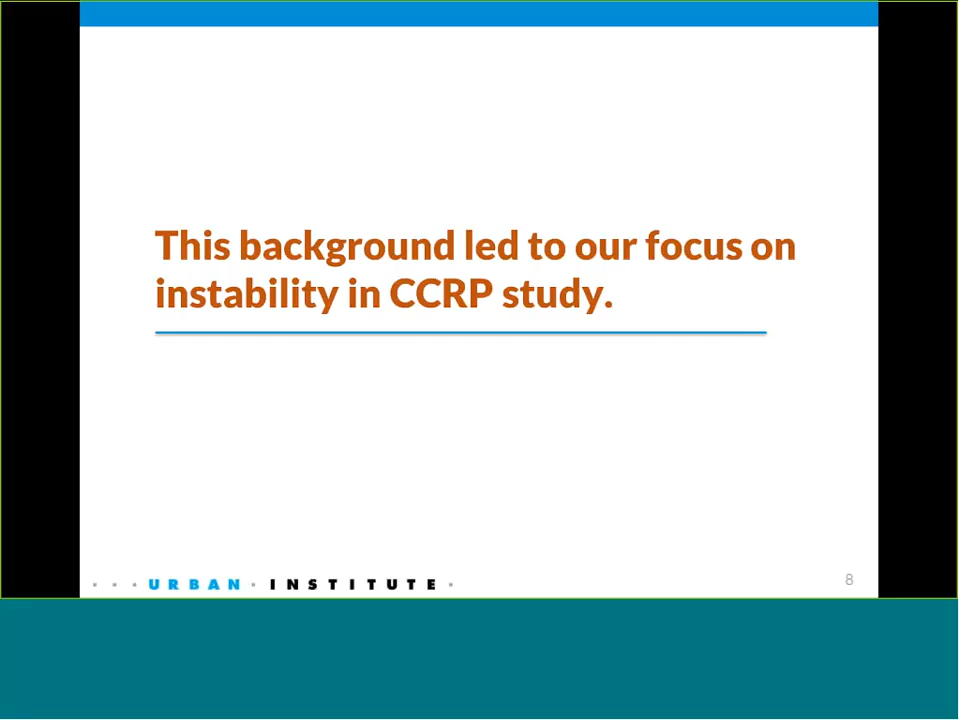 This background led to our focus on
instability in CCRP study.
URBAN INSTITUTE
8